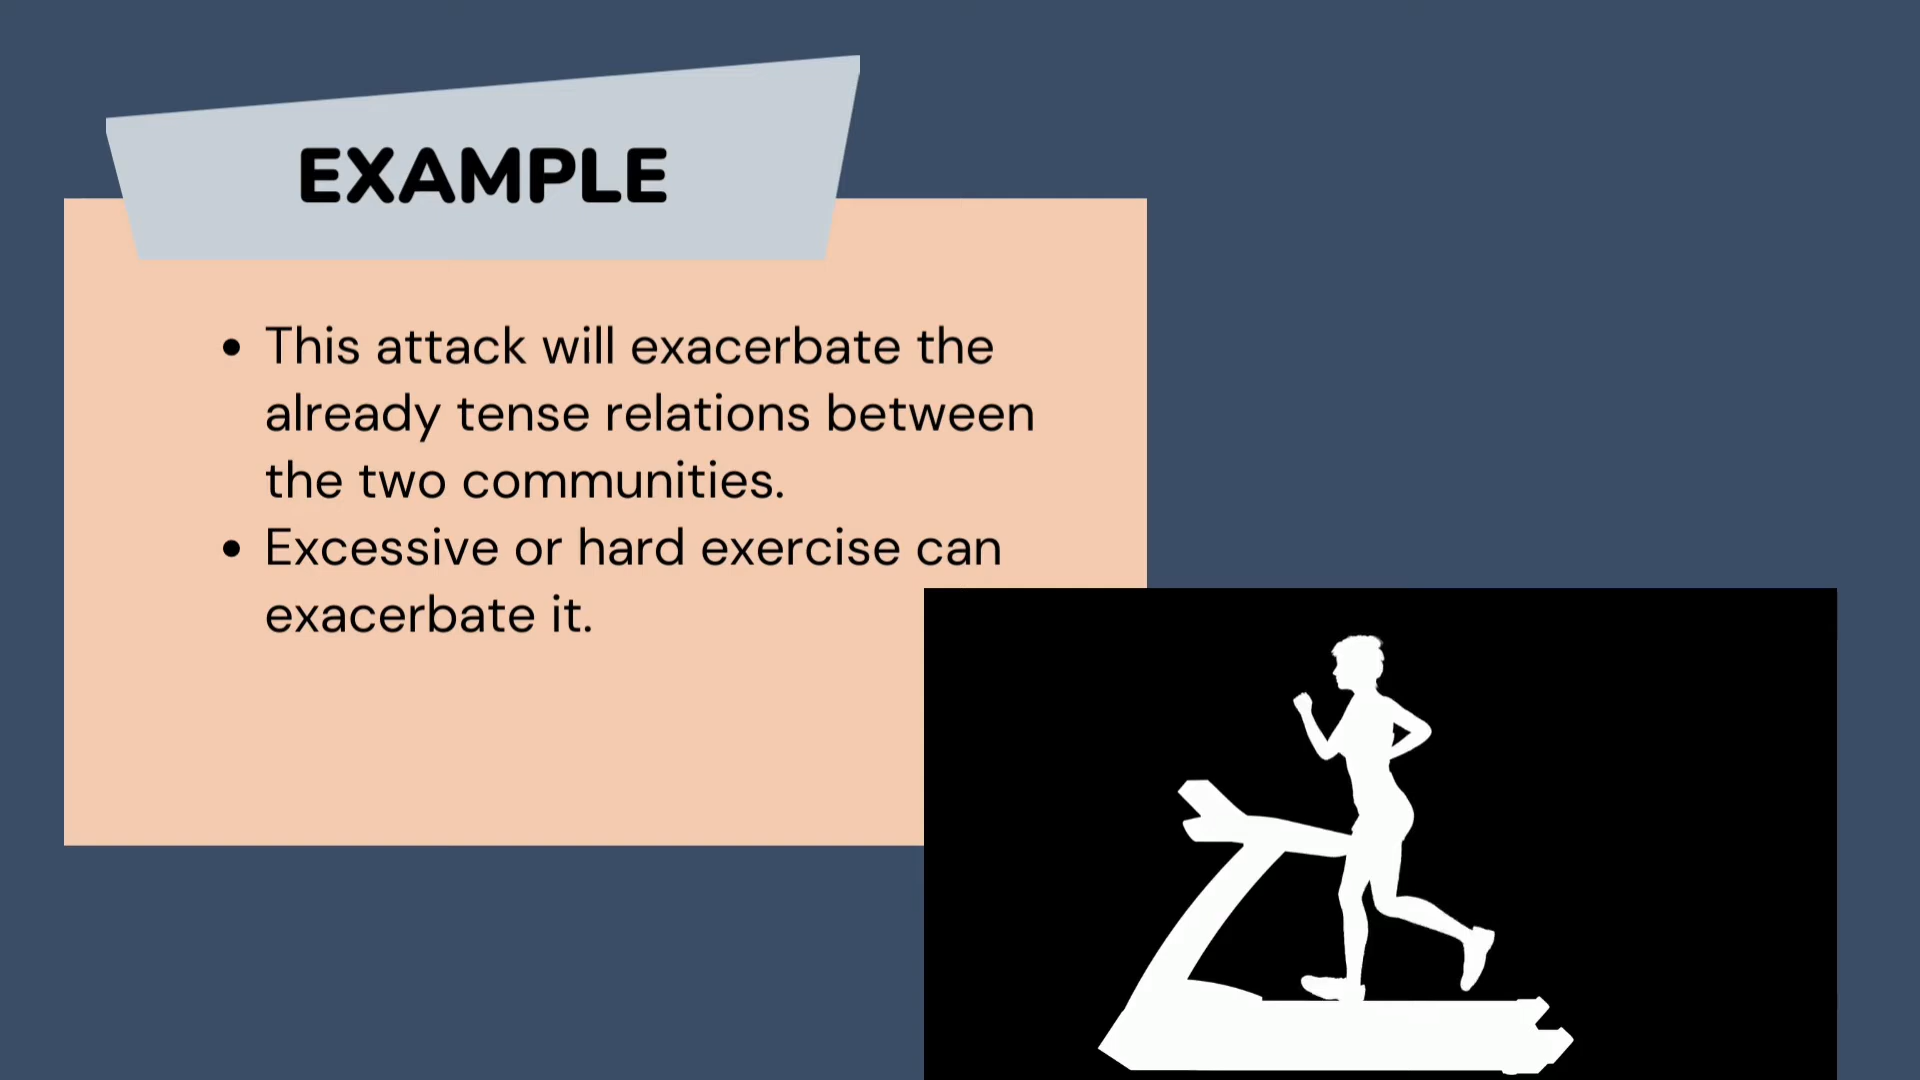 EXAMPLE
• This attack will exacerbate the
already tense relations between
the two communities.
• Excessive or hard exercise can
exacerbate it.